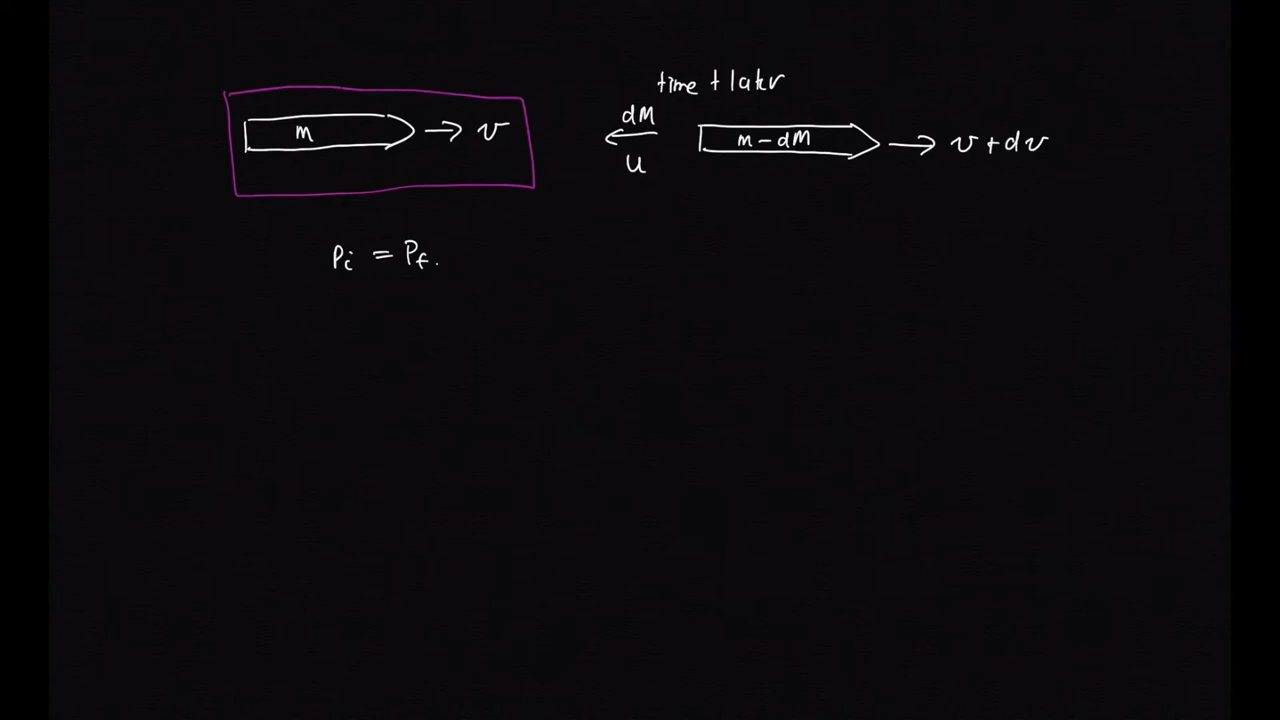 time t later
m → v
dM
u
m - dM → v + dv
Pi = Pf.